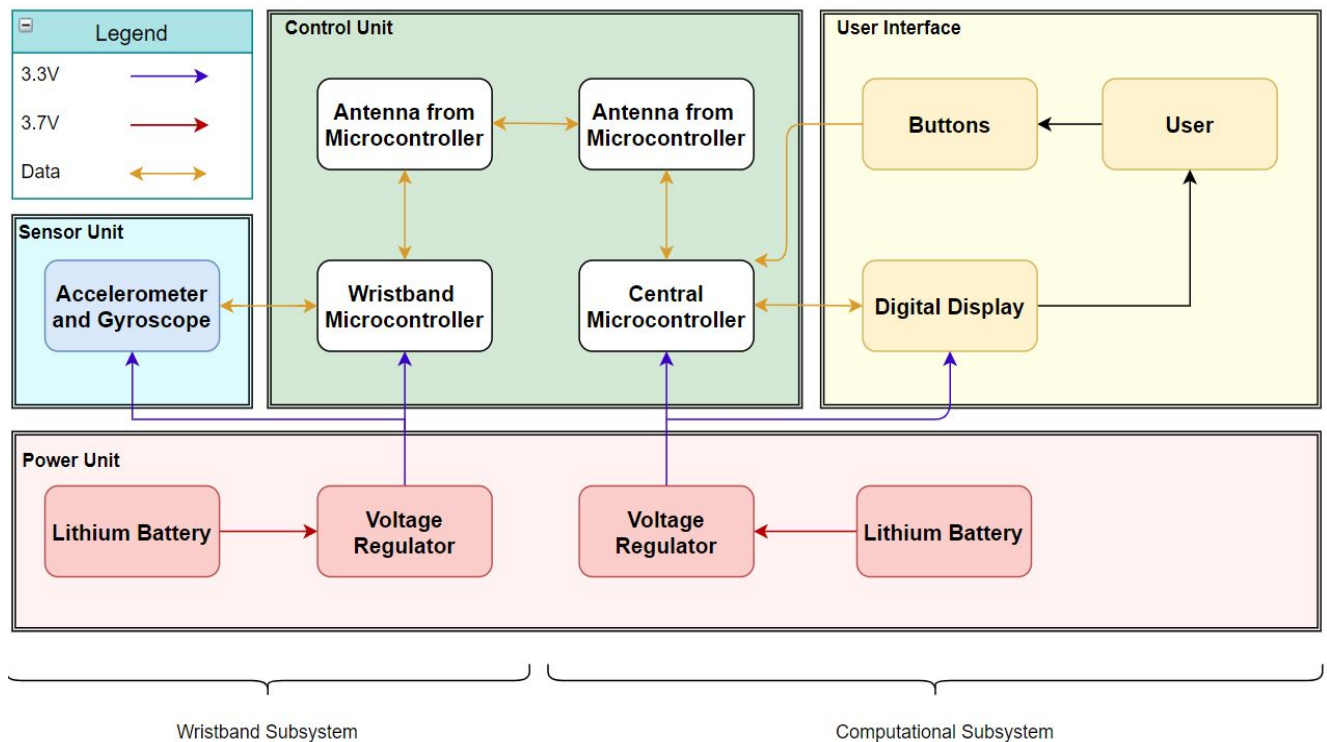 Legend
3.3V
3.7V
Data
Control Unit
Antenna from
Microcontroller
Antenna from
Microcontroller
Wristband
Microcontroller
Central
Microcontroller
User Interface
Buttons
User
Digital Display
Sensor Unit
Accelerometer
and Gyroscope
Power Unit
Lithium Battery
Voltage
Regulator
Voltage
Regulator
Lithium Battery
Wristband Subsystem
Computational Subsystem